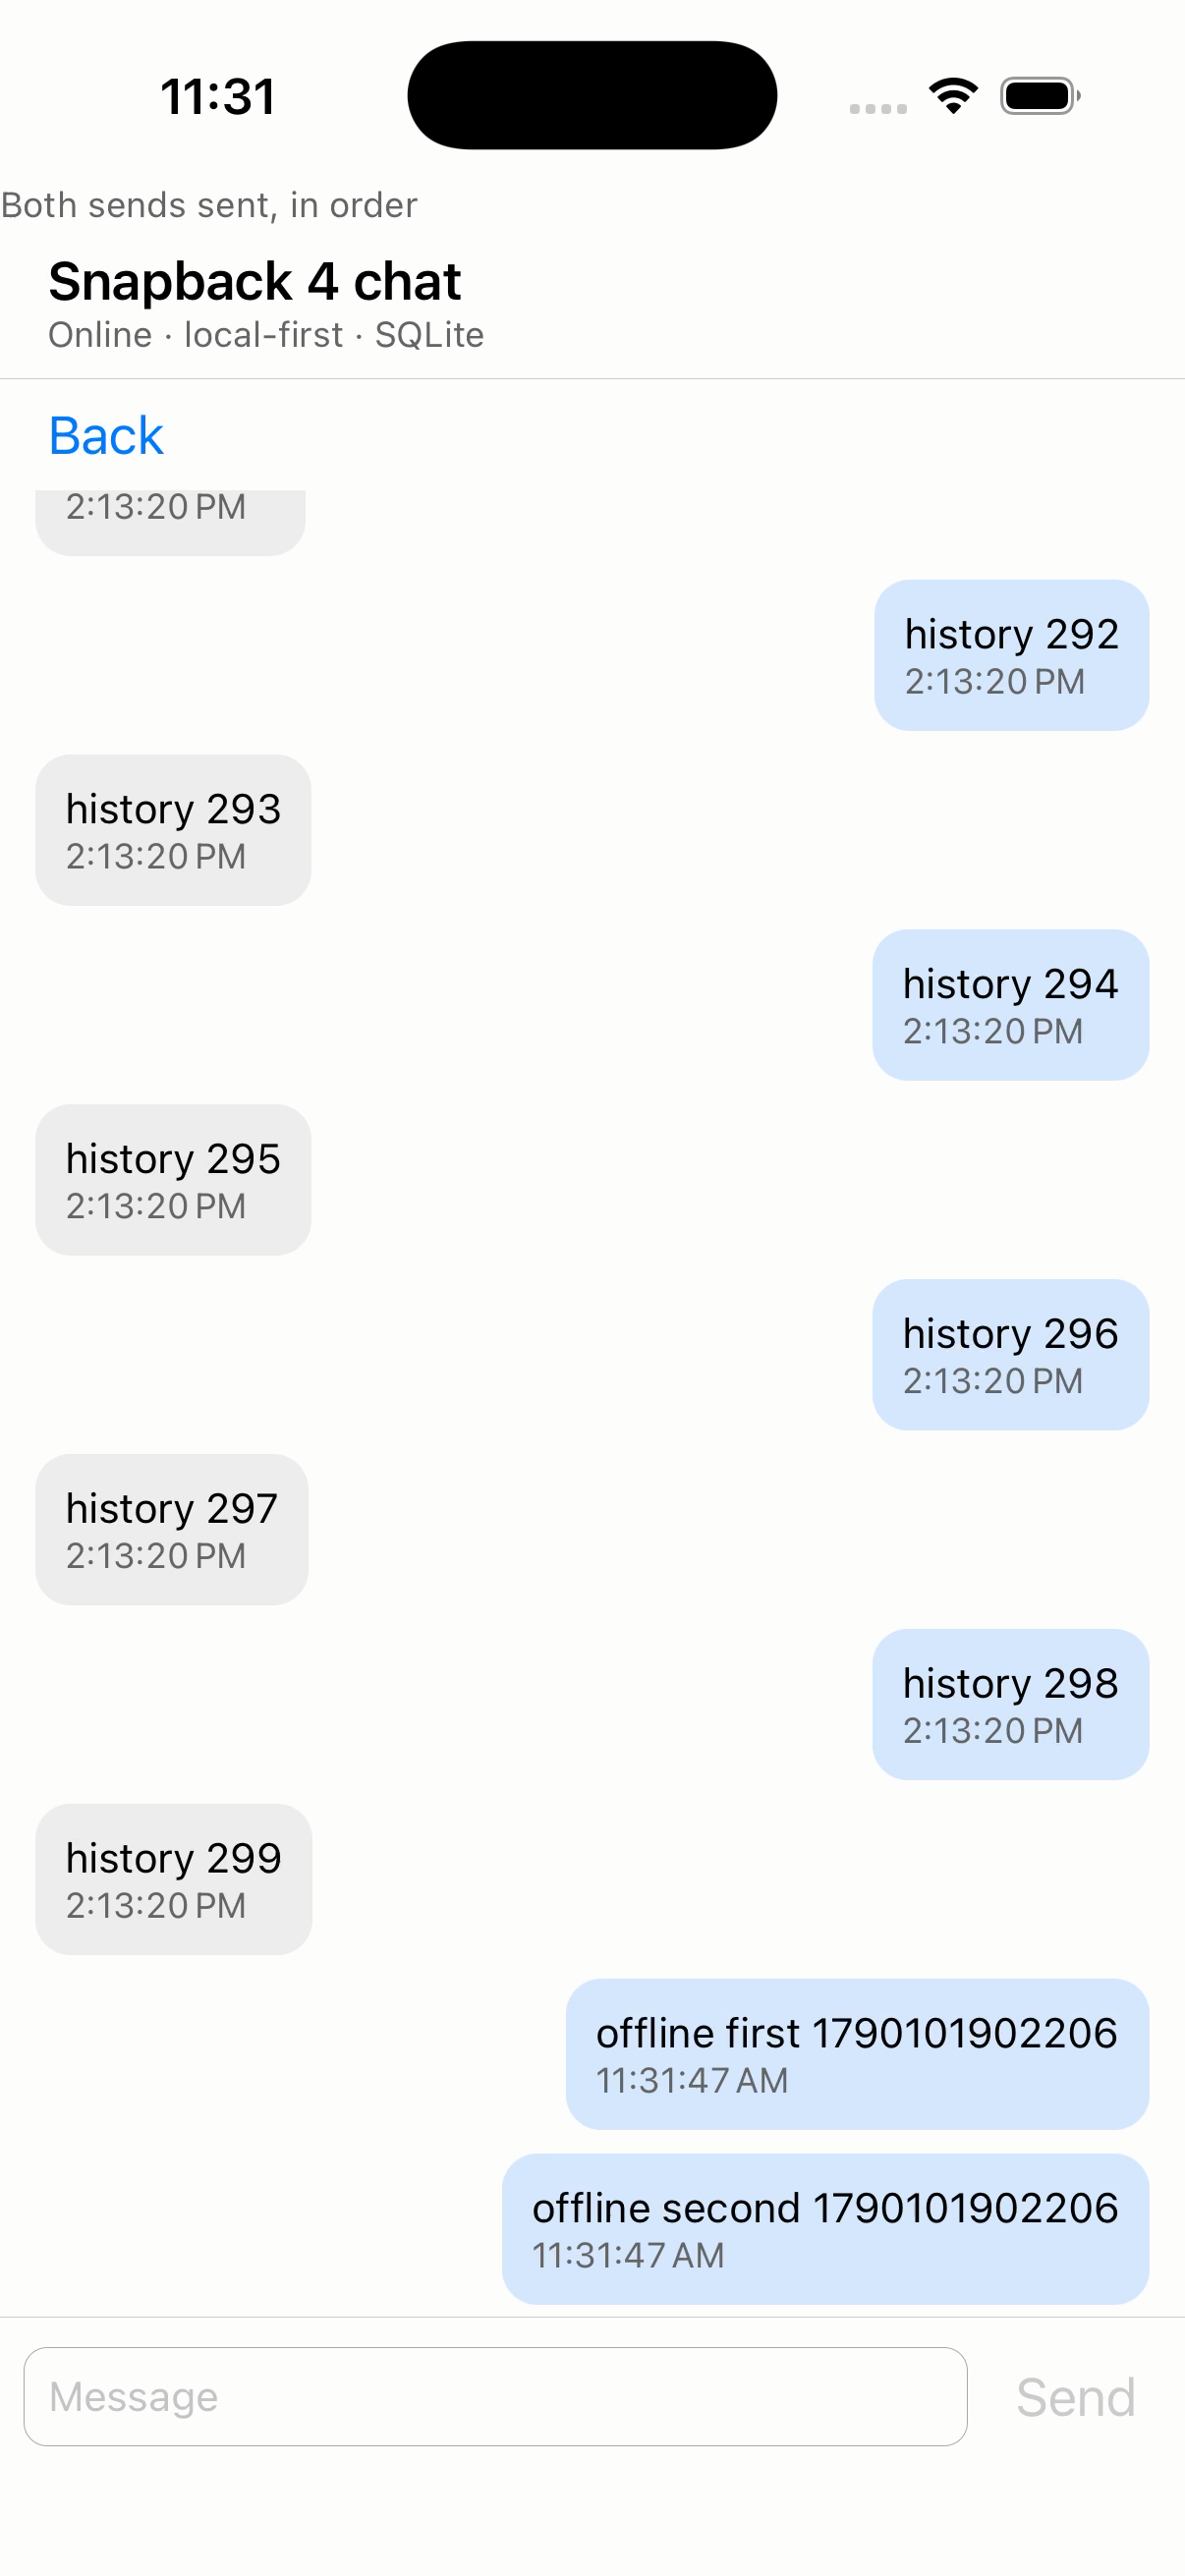 11:31
Both sends sent, in order
Snapback 4 chat
Online · local-first · SQLite
Back
2:13:20 PM
history 292
2:13:20 PM
history 293
2:13:20 PM
history 294
2:13:20 PM
history 295
2:13:20 PM
history 296
2:13:20 PM
history 297
2:13:20 PM
history 298
2:13:20 PM
history 299
2:13:20 PM
offline first 1790101902206
11:31:47 AM
offline second 1790101902206
11:31:47 AM
Message
Send